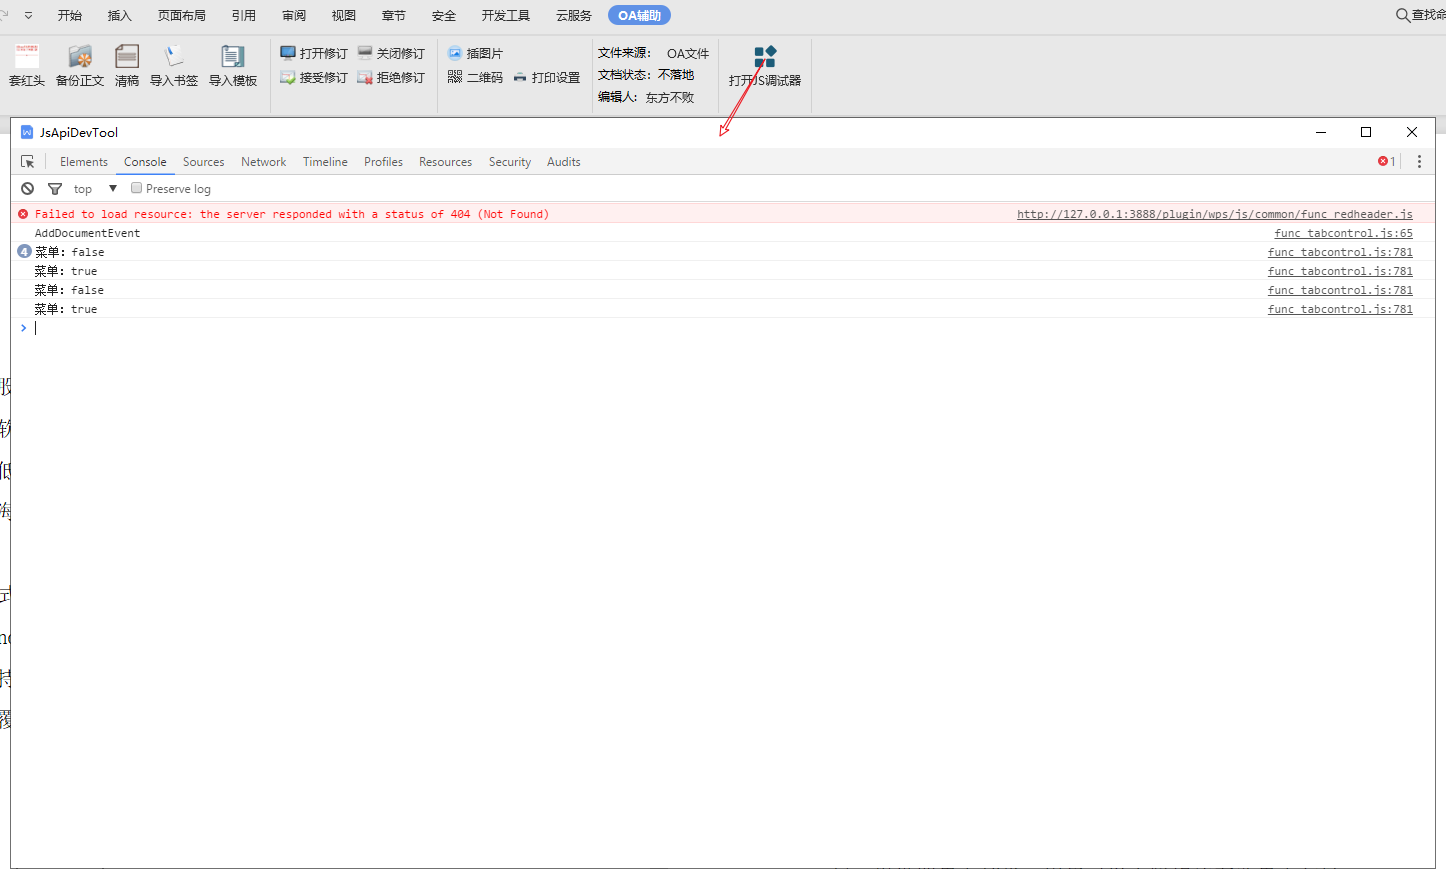 开始 插入 页面布局 引用 审阅 视图 章节 安全 开发工具 云服务 OA辅助 查找命
套红头 备份正文 清稿 导入书签 导入模板
打开修订 关闭修订
接受修订 拒绝修订
插图片
二维码 打印设置
文件来源： OA文件
文档状态：不落地
编辑人: 东方不败
打开JS调试器
JsApiDevTool
Elements Console Sources Network Timeline Profiles Resources Security Audits 1
top Preserve log
Failed to load resource: the server responded with a status of 404 (Not Found) http://127.0.0.1:3888/plugin/wps/js/common/func_redheader.js
AddDocumentEvent func_tabcontrol.js:65
4 菜单：false func_tabcontrol.js:781
菜单：true func_tabcontrol.js:781
菜单：false func_tabcontrol.js:781
菜单：true func_tabcontrol.js:781
>